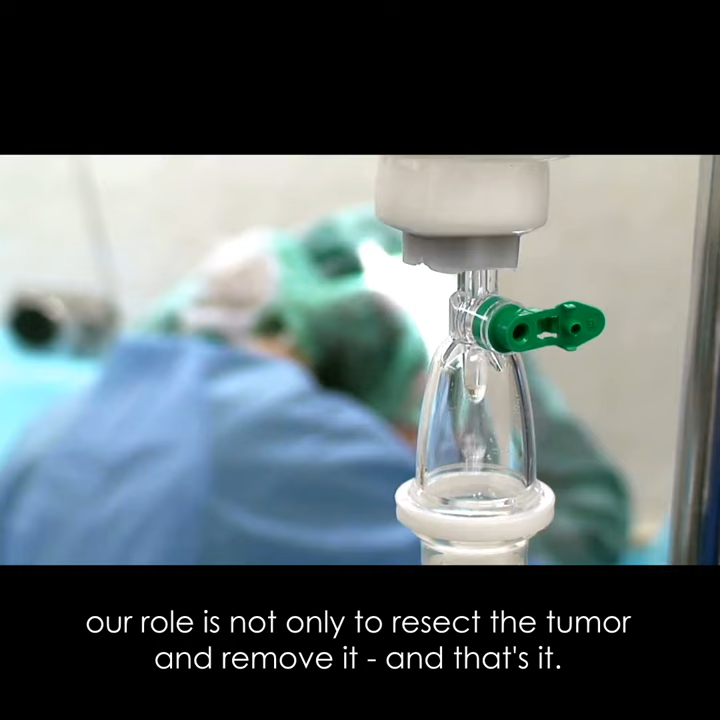 our role is not only to resect the tumor
and remove it - and that's it.